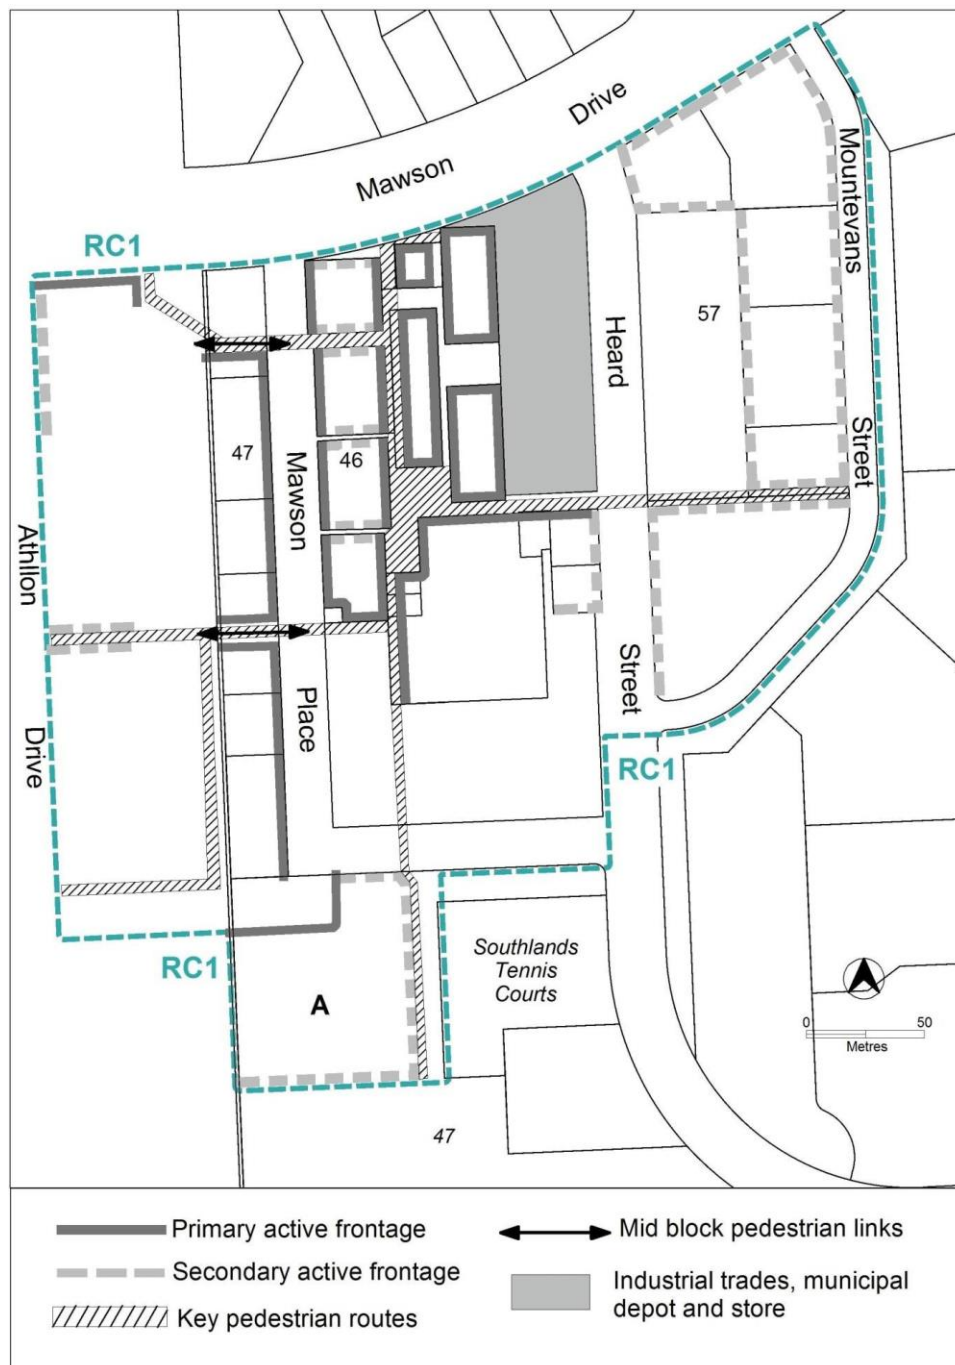 Drive
Mawson
RC1
Mountevans
Street
57
Heard
Street
47
Mawson
46
Place
Athllon
Drive
RC1
RC1
Southlands
Tennis
Courts
A
47
0 50
Metres
Primary active frontage
Secondary active frontage
Key pedestrian routes
Mid block pedestrian links
Industrial trades, municipal
depot and store